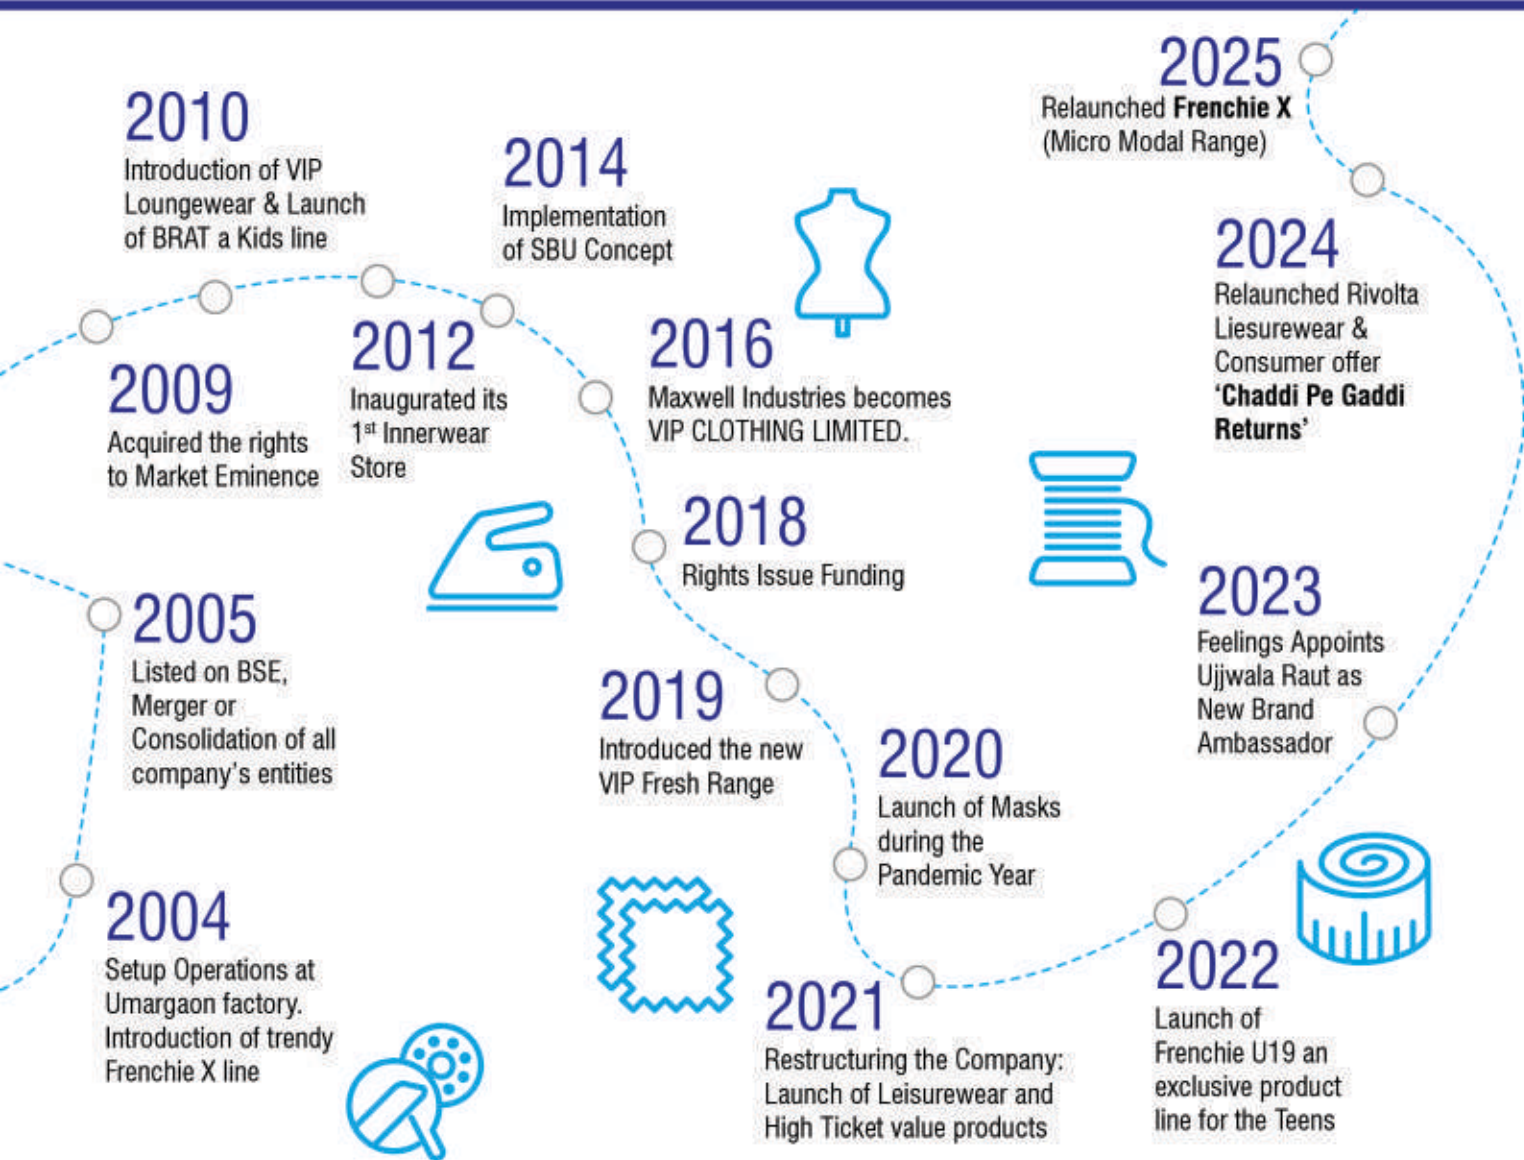 2004
Setup Operations at
Umargaon factory.
Introduction of trendy
Frenchie X line
2005
Listed on BSE,
Merger or
Consolidation of all
company's entities
2009
Acquired the rights
to Market Eminence
2010
Introduction of VIP
Loungewear & Launch
of BRAT a Kids line
2012
Inaugurated its
1st Innerwear
Store
2014
Implementation
of SBU Concept
2016
Maxwell Industries becomes
VIP CLOTHING LIMITED.
2018
Rights Issue Funding
2019
Introduced the new
VIP Fresh Range
2020
Launch of Masks
during the
Pandemic Year
2021
Restructuring the Company:
Launch of Leisurewear and
High Ticket value products
2022
Launch of
Frenchie U19 an
exclusive product
line for the Teens
2023
Feelings Appoints
Ujjwala Raut as
New Brand
Ambassador
2024
Relaunched Rivolta
Liesurewear &
Consumer offer
'Chaddi Pe Gaddi
Returns'
2025
Relaunched Frenchie X
(Micro Modal Range)